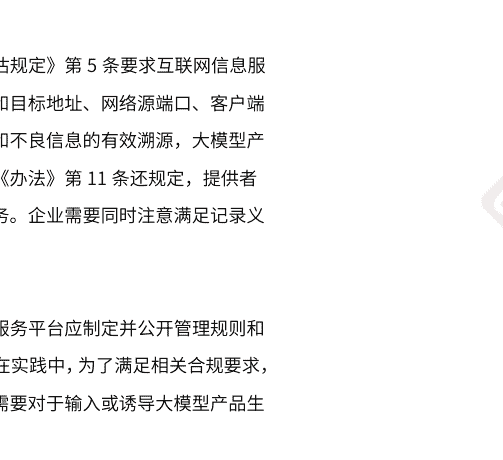 估规定》第 5 条要求互联网信息服
和目标地址、网络源端口、客户端
和不良信息的有效溯源，大模型产
《办法》第 11 条还规定，提供者
务。企业需要同时注意满足记录义
服务平台应制定并公开管理规则和
在实践中，为了满足相关合规要求，
需要对于输入或诱导大模型产品生